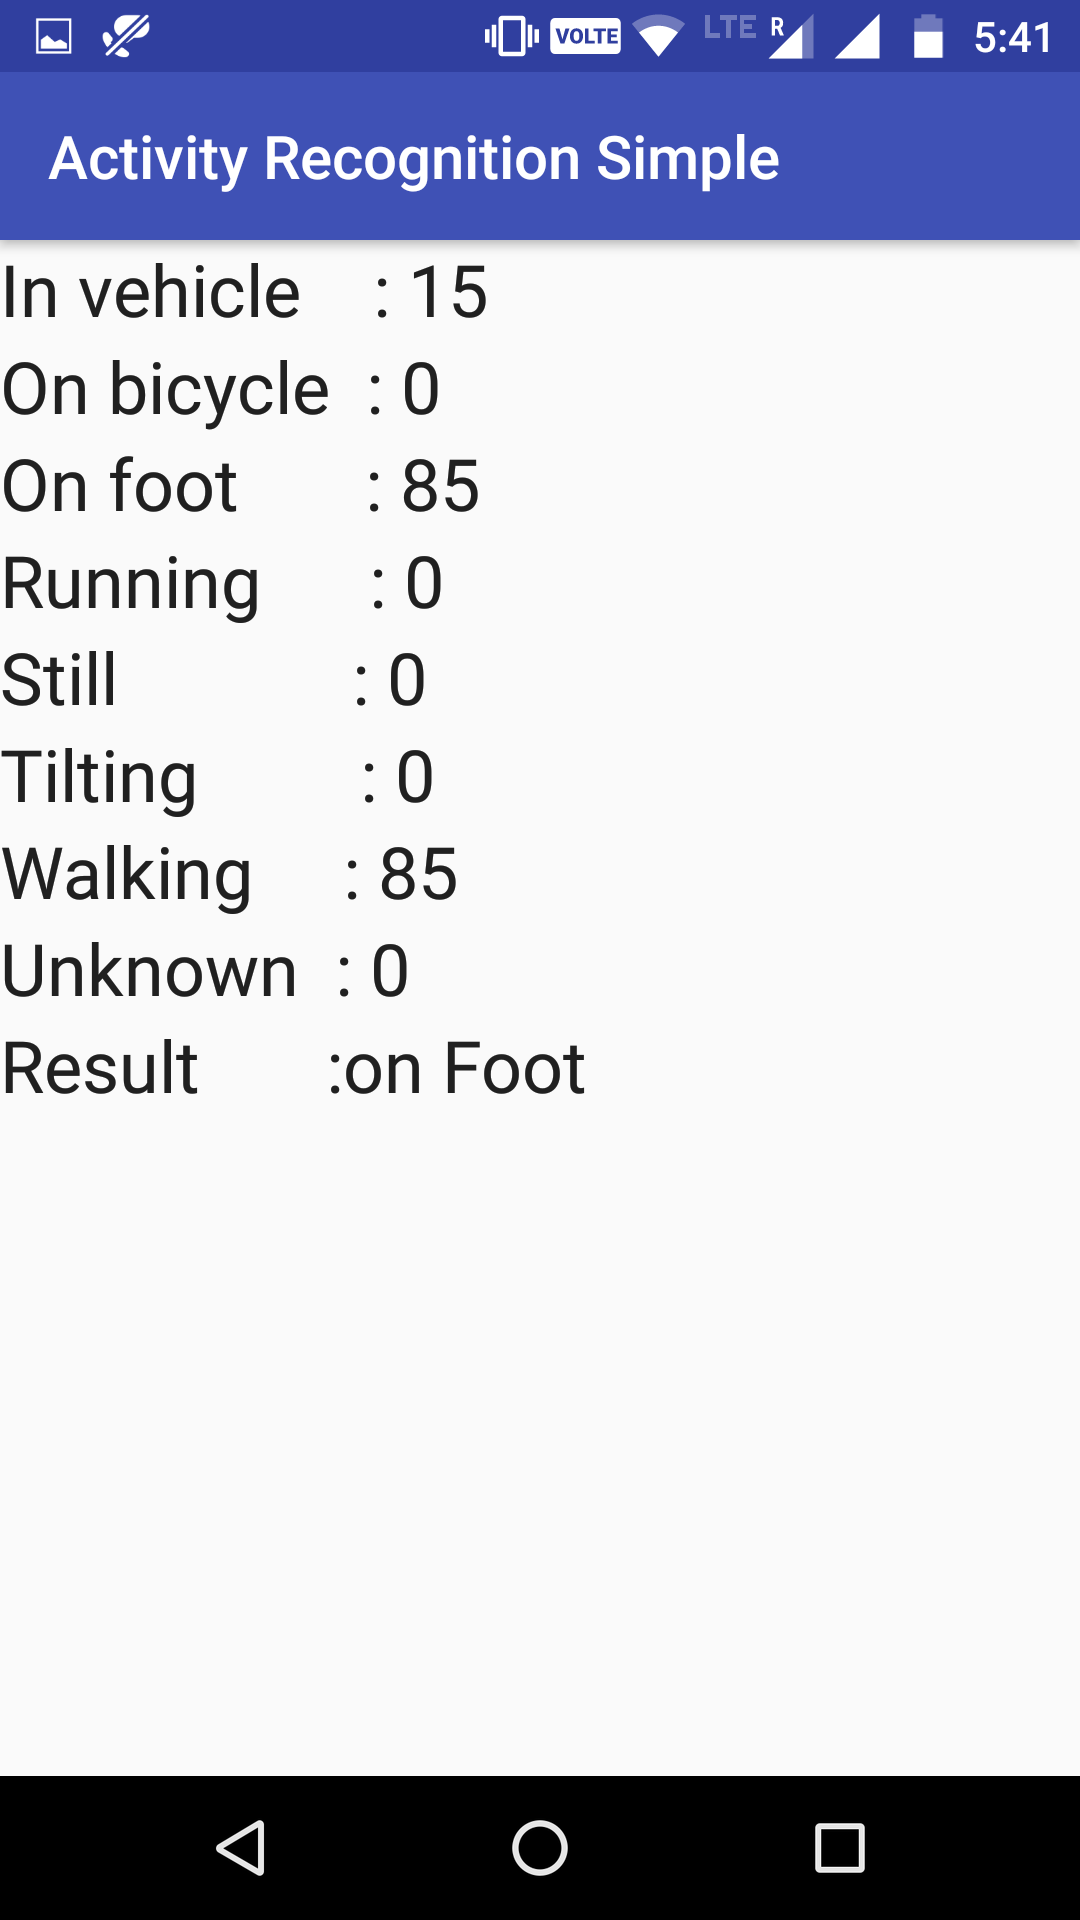 VOLTE LTE R 5:41
Activity Recognition Simple
In vehicle : 15
On bicycle : 0
On foot : 85
Running : 0
Still : 0
Tilting : 0
Walking : 85
Unknown : 0
Result :on Foot